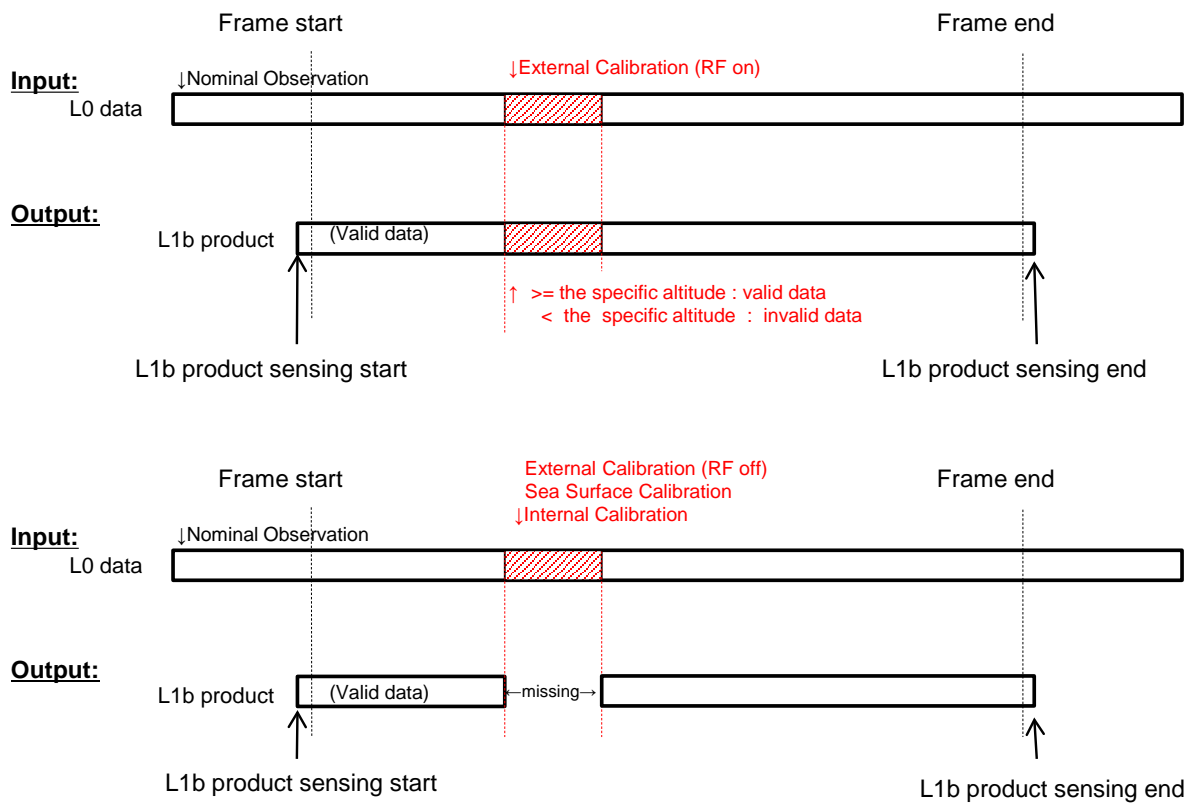 Frame start
Frame end
↓External Calibration (RF on)
Input:
↓Nominal Observation
L0 data
Output:
L1b product
(Valid data)
↑ >= the specific altitude : valid data
< the specific altitude : invalid data
L1b product sensing start
L1b product sensing end
External Calibration (RF off)
Frame start
Frame end
Sea Surface Calibration
↓Internal Calibration
Input:
↓Nominal Observation
L0 data
Output:
L1b product
(Valid data)
←missing→
L1b product sensing start
L1b product sensing end